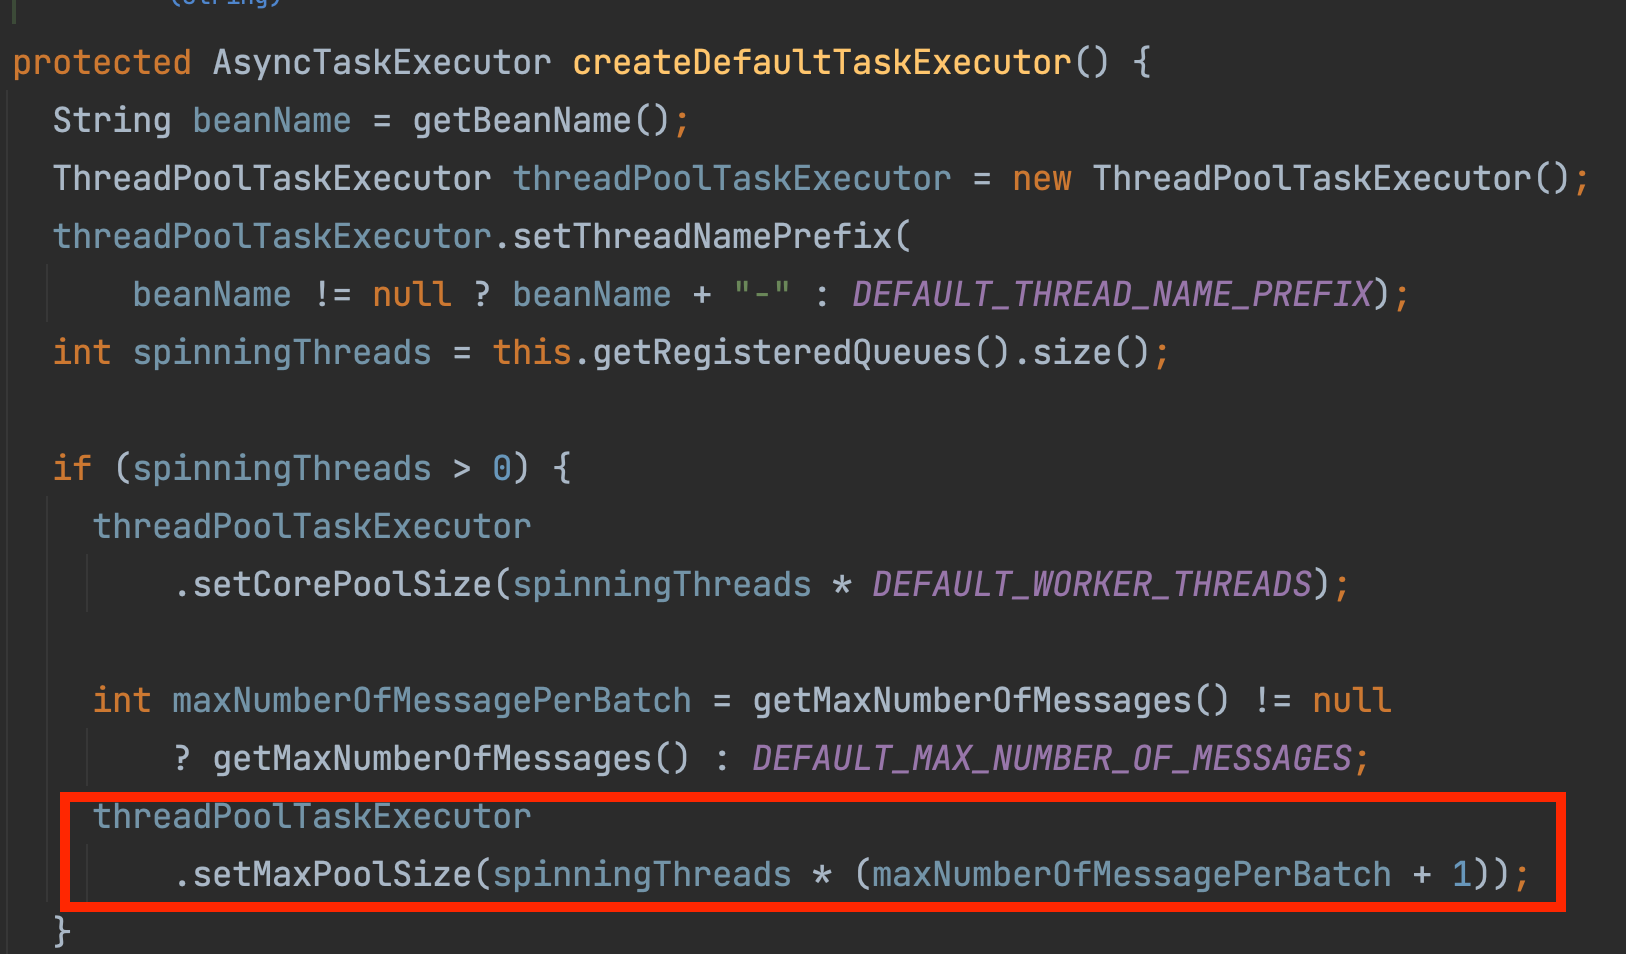 protected AsyncTaskExecutor createDefaultTaskExecutor() {
String beanName = getBeanName();
ThreadPoolTaskExecutor threadPoolTaskExecutor = new ThreadPoolTaskExecutor();
threadPoolTaskExecutor.setThreadNamePrefix(
beanName != null ? beanName + "-" : DEFAULT_THREAD_NAME_PREFIX);
int spinningThreads = this.getRegisteredQueues().size();
if (spinningThreads > 0) {
threadPoolTaskExecutor
.setCorePoolSize(spinningThreads * DEFAULT_WORKER_THREADS);
int maxNumberOfMessagePerBatch = getMaxNumberOfMessages() != null
? getMaxNumberOfMessages() : DEFAULT_MAX_NUMBER_OF_MESSAGES;
threadPoolTaskExecutor
.setMaxPoolSize(spinningThreads * (maxNumberOfMessagePerBatch + 1));
}